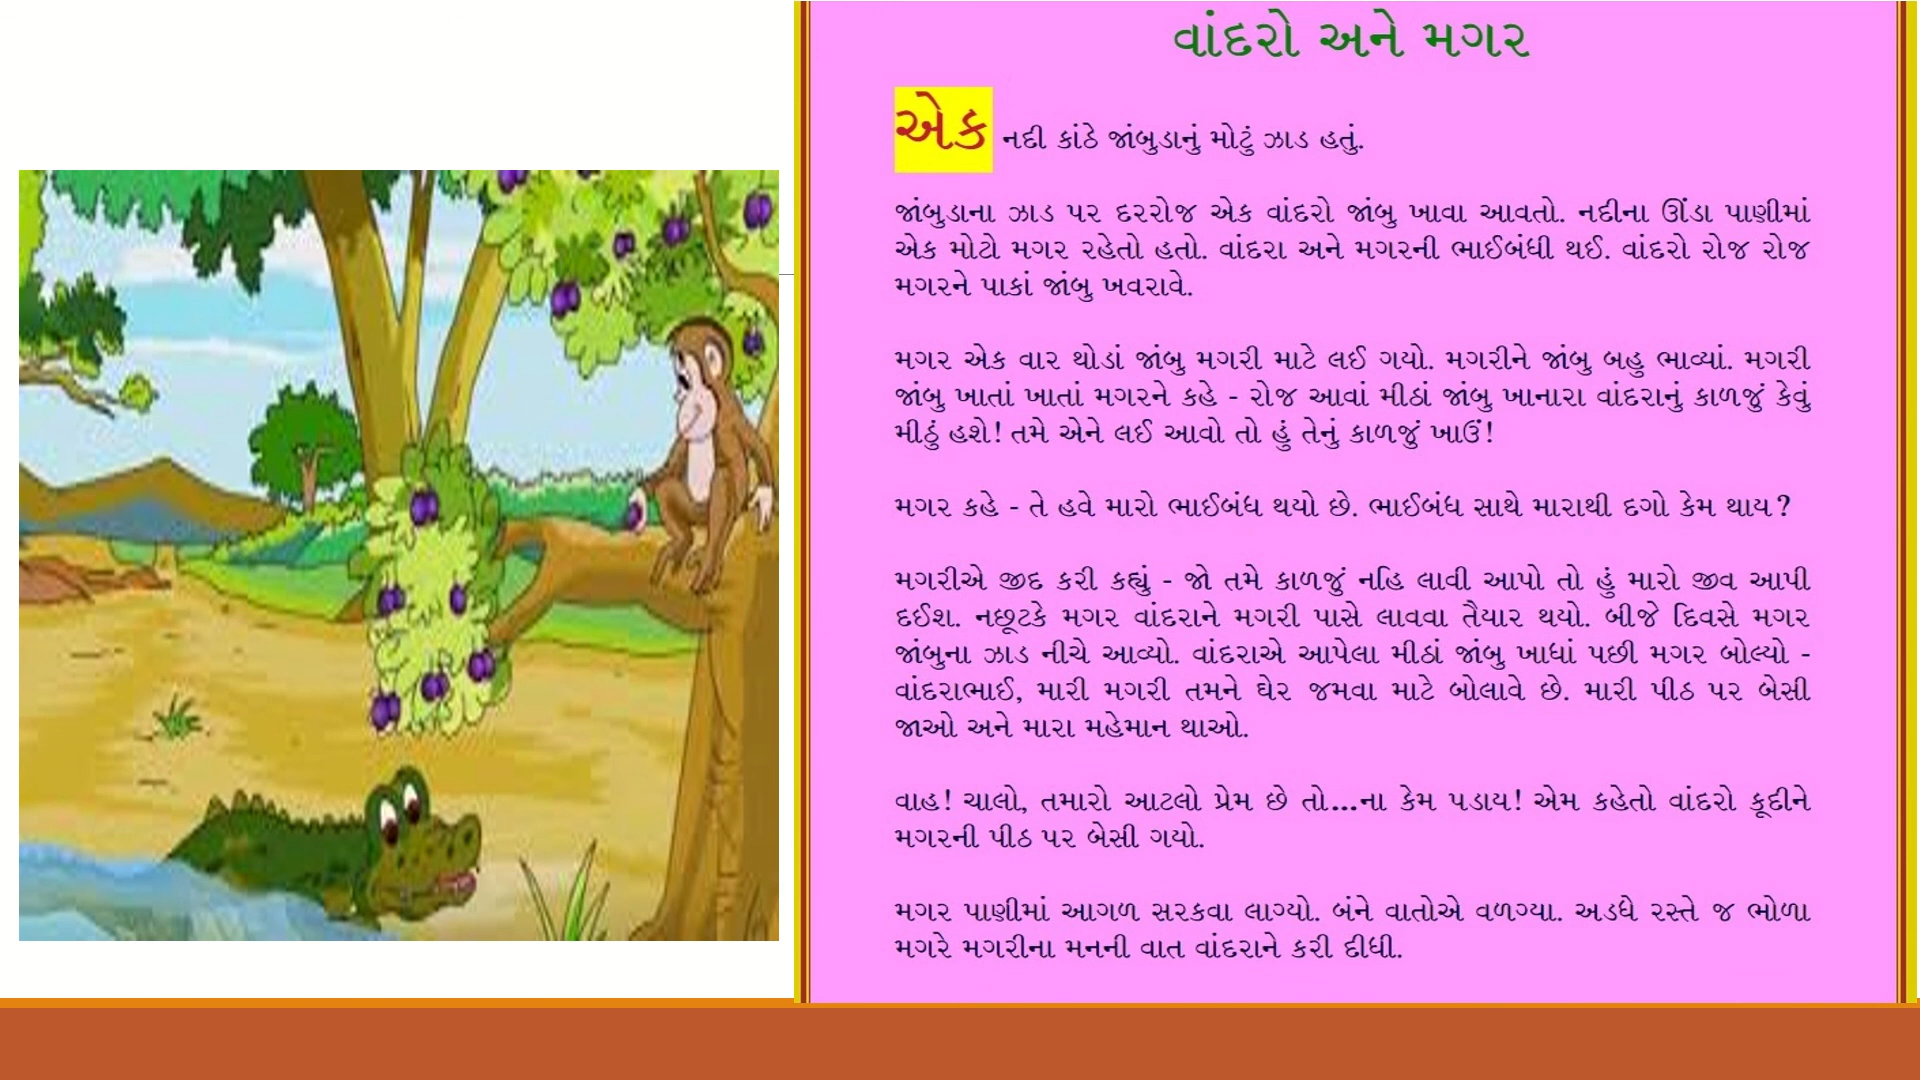 વાંદરો અને મગર
એક નદી કાંઠે જાંબુડાનું મોટું ઝાડ હતું.
જાંબુડાના ઝાડ પર દરરોજ એક વાંદરો જાંબુ ખાવા આવતો. નદીના ઊંડા પાણીમાં
એક મોટો મગર રહેતો હતો. વાંદરા અને મગરની ભાઈબંધી થઈ. વાંદરો રોજ રોજ
મગરને પાકાં જાંબુ ખવરાવે.
મગર એક વાર થોડાં જાંબુ મગરી માટે લઈ ગયો. મગરીને જાંબુ બહુ ભાવ્યાં. મગરી
જાંબુ ખાતાં ખાતાં મગરને કહે - રોજ આવાં મીઠાં જાંબુ ખાનારા વાંદરાનું કાળજું કેવું
મીઠું હશે! તમે એને લઈ આવો તો હું તેનું કાળજું ખાઉં!
મગર કહે - તે હવે મારો ભાઈબંધ થયો છે. ભાઈબંધ સાથે મારાથી દગો કેમ થાય?
મગરીએ જીદ કરી કહ્યું - જો તમે કાળજું નહિ લાવી આપો તો હું મારો જીવ આપી
દઈશ. નછૂટકે મગર વાંદરાને મગરી પાસે લાવવા તૈયાર થયો. બીજે દિવસે મગર
જાંબુના ઝાડ નીચે આવ્યો. વાંદરાએ આપેલા મીઠાં જાંબુ ખાધાં પછી મગર બોલ્યો -
વાંદરાભાઈ, મારી મગરી તમને ઘેર જમવા માટે બોલાવે છે. મારી પીઠ પર બેસી
જાઓ અને મારા મહેમાન થાઓ.
વાહ! ચાલો, તમારો આટલો પ્રેમ છે તો...ના કેમ પડાય! એમ કહેતો વાંદરો કૂદીને
મગરની પીઠ પર બેસી ગયો.
મગર પાણીમાં આગળ સરકવા લાગ્યો. બંને વાતોએ વળગ્યા. અડધે રસ્તે જ ભોળા
મગરે મગરીના મનની વાત વાંદરાને કરી દીધી.